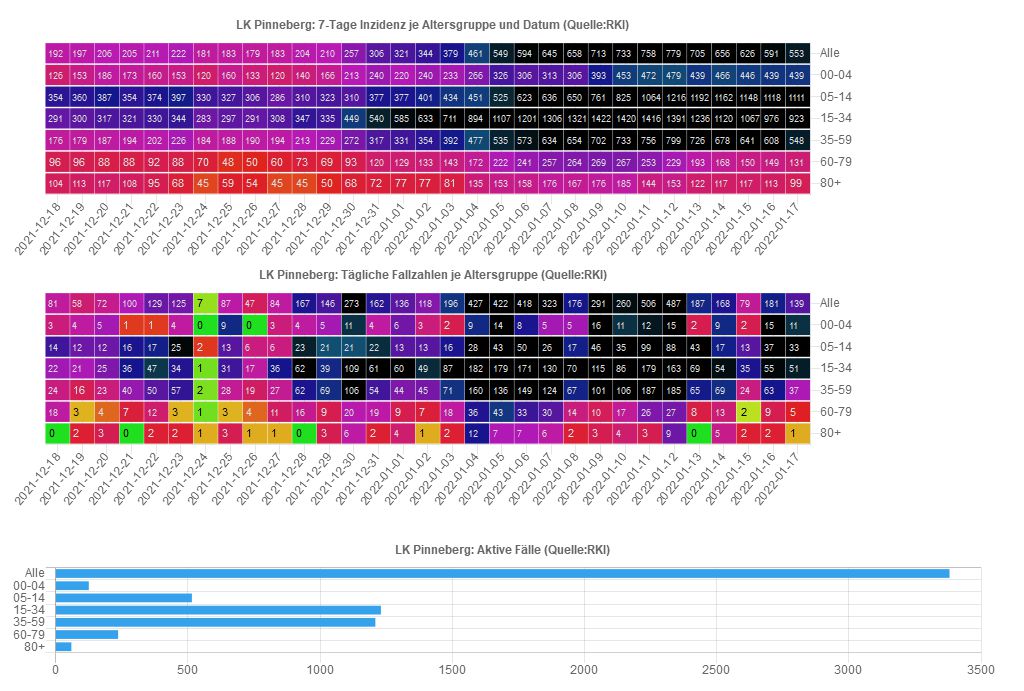 LK Pinneberg: 7-Tage Inzidenz je Altersgruppe und Datum (Quelle:RKI)
192 197 206 205 211 222 181 183 179 183 204 210 257 306 321 344 379 461 549 594 645 658 713 733 758 779 705 656 626 591 553 Alle
126 153 186 173 160 153 120 160 133 120 140 166 213 240 220 240 233 266 326 306 313 306 393 453 472 479 439 466 446 439 439 00-04
354 360 387 354 374 397 330 327 306 286 310 323 310 377 377 401 434 451 525 623 636 650 761 825 1064 1216 1192 1162 1148 1118 1111 05-14
291 300 317 321 330 344 283 297 291 308 347 335 449 540 585 633 711 894 1107 1201 1306 1321 1422 1420 1416 1391 1236 1120 1067 976 923 15-34
176 179 187 194 202 226 184 188 190 194 213 229 272 317 331 354 392 477 535 573 634 654 702 733 756 799 726 678 641 608 548 35-59
96 96 88 88 92 88 70 48 50 60 73 69 93 120 129 133 143 172 222 241 257 264 269 267 253 229 193 168 150 149 131 60-79
104 113 117 108 95 68 45 59 54 45 45 50 68 72 77 77 81 135 153 158 176 167 176 185 144 153 122 117 117 113 99 80+
2021-12-18 2021-12-19 2021-12-20 2021-12-21 2021-12-22 2021-12-23 2021-12-24 2021-12-25 2021-12-26 2021-12-27 2021-12-28 2021-12-29 2021-12-30 2021-12-31 2022-01-01 2022-01-02 2022-01-03 2022-01-04 2022-01-05 2022-01-06 2022-01-07 2022-01-08 2022-01-09 2022-01-10 2022-01-11 2022-01-12 2022-01-13 2022-01-14 2022-01-15 2022-01-16 2022-01-17
LK Pinneberg: Tägliche Fallzahlen je Altersgruppe (Quelle:RKI)
81 58 72 100 129 125 7 87 47 84 167 146 273 162 136 118 196 427 422 418 323 176 291 260 506 487 187 168 79 181 139 Alle
3 4 5 1 1 4 0 9 0 3 4 5 11 4 6 3 2 9 14 8 5 5 16 11 12 15 2 9 2 15 11 00-04
14 12 12 16 17 25 2 13 6 6 23 21 21 22 13 13 16 28 43 50 26 17 46 35 99 88 43 17 13 37 33 05-14
22 21 25 36 47 34 1 31 17 36 62 39 109 61 60 49 87 182 179 171 130 70 115 86 179 163 69 54 35 55 51 15-34
24 16 23 40 50 57 2 28 19 27 62 69 106 54 44 45 71 160 136 149 124 67 101 106 187 185 65 69 24 63 37 35-59
18 3 4 7 12 3 1 3 4 11 16 9 20 19 9 7 18 36 43 33 30 14 10 17 26 27 8 13 2 9 5 60-79
0 2 3 0 2 2 1 3 1 1 0 3 6 2 4 1 2 12 7 7 6 2 3 4 3 9 0 5 2 2 1 80+
2021-12-18 2021-12-19 2021-12-20 2021-12-21 2021-12-22 2021-12-23 2021-12-24 2021-12-25 2021-12-26 2021-12-27 2021-12-28 2021-12-29 2021-12-30 2021-12-31 2022-01-01 2022-01-02 2022-01-03 2022-01-04 2022-01-05 2022-01-06 2022-01-07 2022-01-08 2022-01-09 2022-01-10 2022-01-11 2022-01-12 2022-01-13 2022-01-14 2022-01-15 2022-01-16 2022-01-17
LK Pinneberg: Aktive Fälle (Quelle:RKI)
Alle
00-04
05-14
15-34
35-59
60-79
80+
0 500 1000 1500 2000 2500 3000 3500